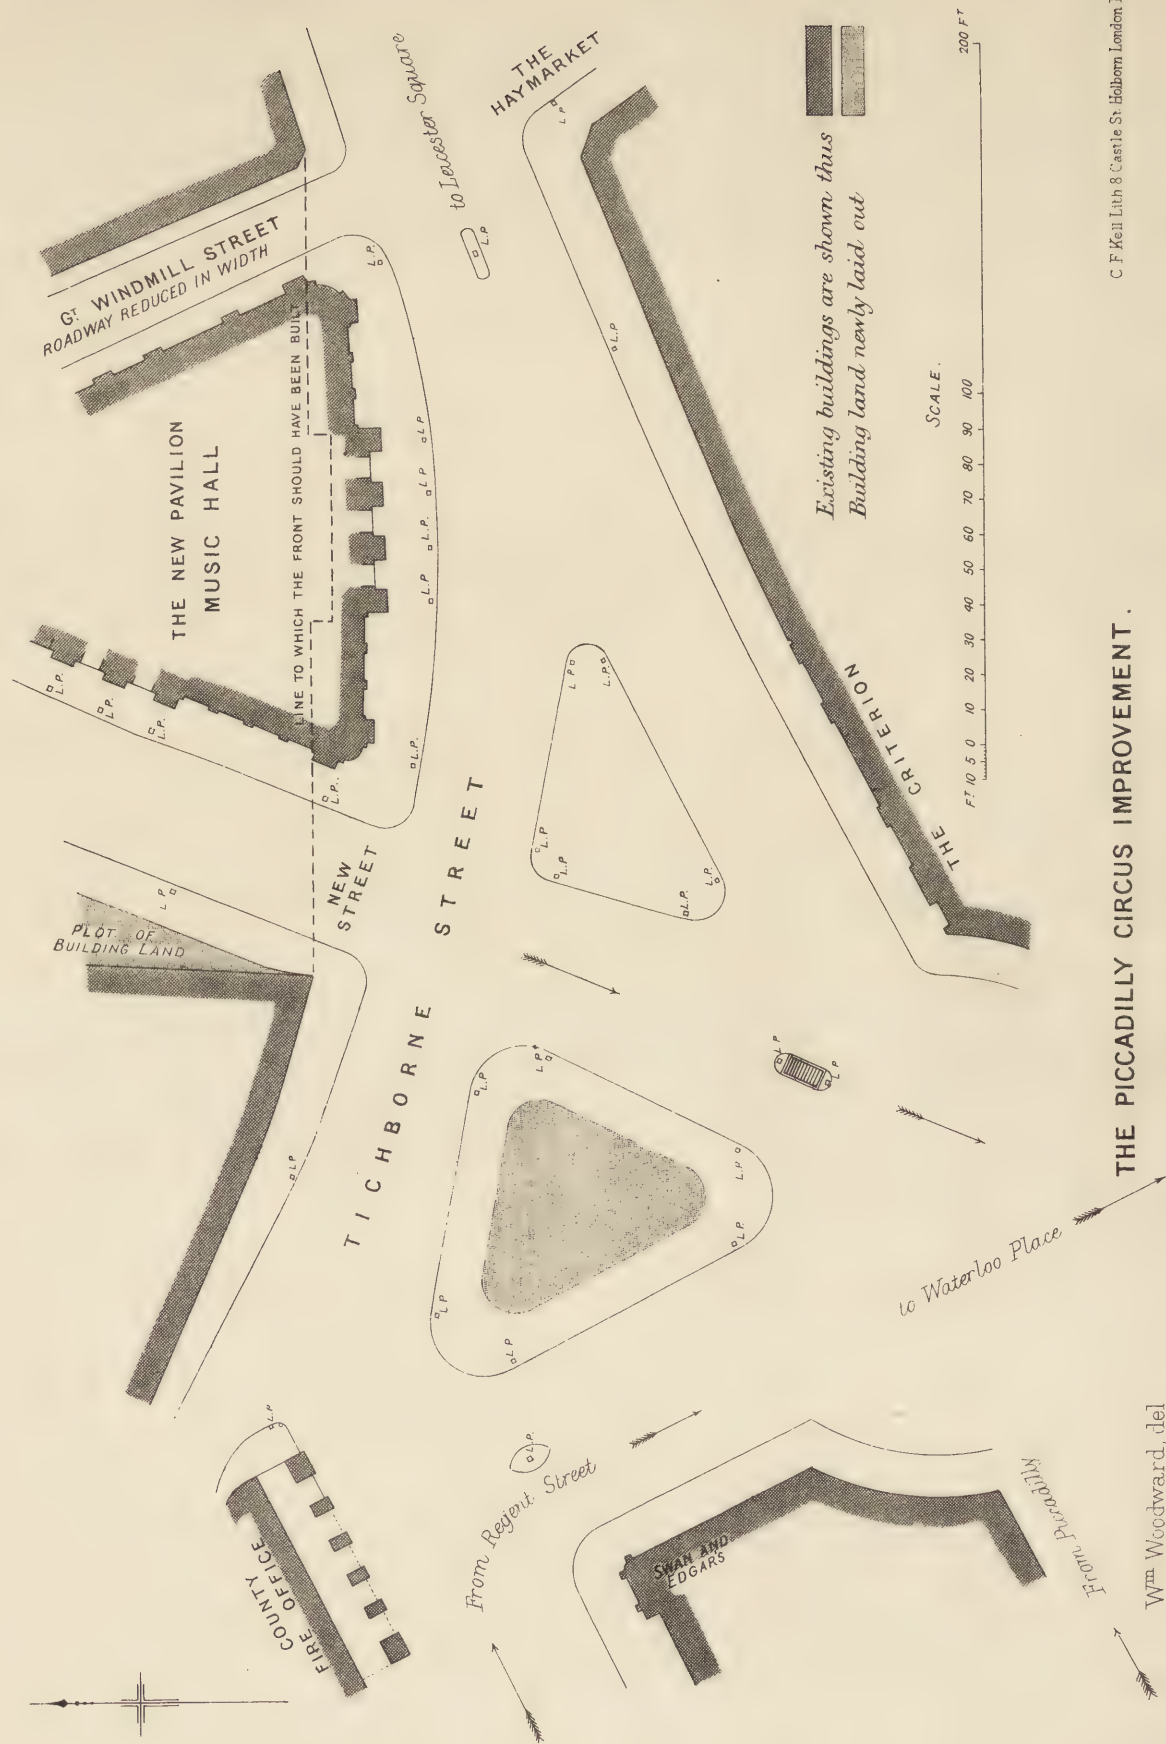 THE PICCADILLY CIRCUS IMPROVEMENT.
COUNTY
FIRE OFFICE
PLOT OF
BUILDING LAND
THE NEW PAVILION
MUSIC HALL
LINE TO WHICH THE FRONT SHOULD HAVE BEEN BUILT
GT. WINDMILL STREET
ROADWAY REDUCED IN WIDTH
NEW
STREET
TICHBORNE STREET
to Leicester Square
THE
HAYMARKET
THE CRITERION
From Regent Street
SWAN AND
EDGARS
From Piccadilly
to Waterloo Place
L.P
L.P
L.P.
L.P.
L.P.
L.P.
L.P.
L.P
L.P.
L.P
L.P.
L.P.
L.P
L.P
L.P
L.P.
L.P
L.P
L.P.
L.P.
L.P
L.P
L.P
L.P
L.P.
L.P.
L.P
L.P
L.P.
L.P
L.P
Existing buildings are shown thus
Building land newly laid out
SCALE.
FT 10 5 0 10 20 30 40 50 60 70 80 90 100 200 FT
Wm Woodward, del
C F Kell Lith 8 Castle St Holborn London